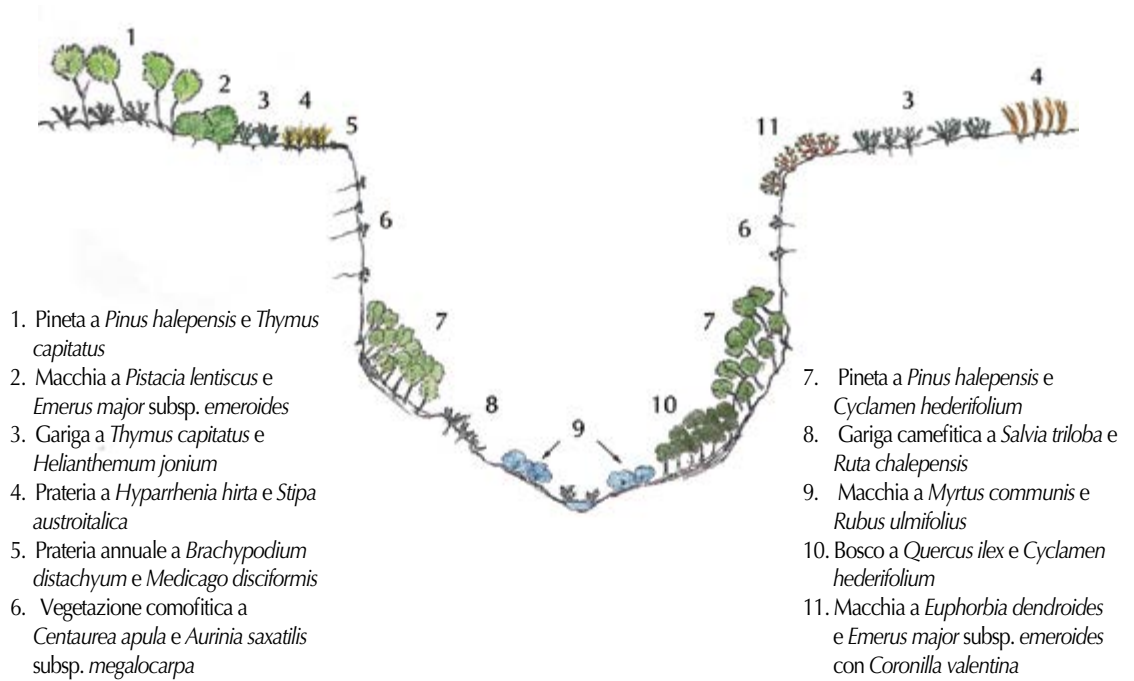 1
2
3
4
5
6
11
3
4
6
7
7
8
9
10
1. Pineta a Pinus halepensis e Thymus
capitatus
2. Macchia a Pistacia lentiscus e
Emerus major subsp. emeroides
3. Gariga a Thymus capitatus e
Helianthemum jonium
4. Prateria a Hyparrhenia hirta e Stipa
austroitalica
5. Prateria annuale a Brachypodium
distachyum e Medicago disciformis
6. Vegetazione comofitica a
Centaurea apula e Aurinia saxatilis
subsp. megalocarpa
7. Pineta a Pinus halepensis e
Cyclamen hederifolium
8. Gariga camefitica a Salvia triloba e
Ruta chalepensis
9. Macchia a Myrtus communis e
Rubus ulmifolius
10. Bosco a Quercus ilex e Cyclamen
hederifolium
11. Macchia a Euphorbia dendroides
e Emerus major subsp. emeroides
con Coronilla valentina